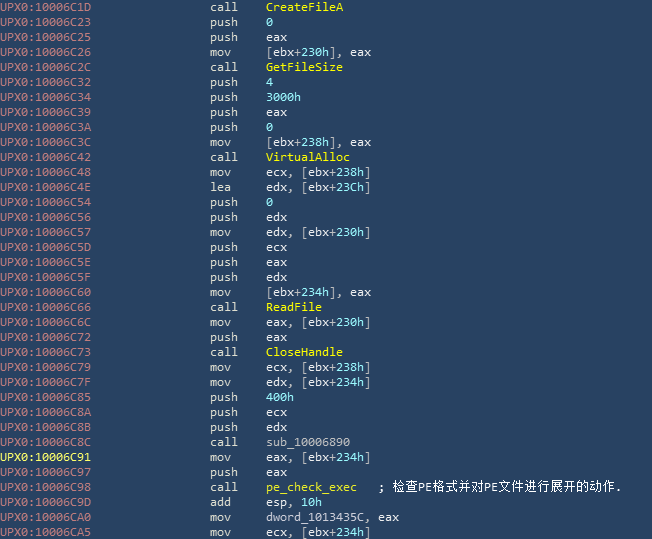 UPX0:10006C1D call CreateFileA
UPX0:10006C23 push 0
UPX0:10006C25 push eax
UPX0:10006C26 mov [ebx+230h], eax
UPX0:10006C2C call GetFileSize
UPX0:10006C32 push 4
UPX0:10006C34 push 3000h
UPX0:10006C39 push eax
UPX0:10006C3A push 0
UPX0:10006C3C mov [ebx+238h], eax
UPX0:10006C42 call VirtualAlloc
UPX0:10006C48 mov ecx, [ebx+238h]
UPX0:10006C4E lea edx, [ebx+23Ch]
UPX0:10006C54 push 0
UPX0:10006C56 push edx
UPX0:10006C57 mov edx, [ebx+230h]
UPX0:10006C5D push ecx
UPX0:10006C5E push eax
UPX0:10006C5F push edx
UPX0:10006C60 mov [ebx+234h], eax
UPX0:10006C66 call ReadFile
UPX0:10006C6C mov eax, [ebx+230h]
UPX0:10006C72 push eax
UPX0:10006C73 call CloseHandle
UPX0:10006C79 mov ecx, [ebx+238h]
UPX0:10006C7F mov edx, [ebx+234h]
UPX0:10006C85 push 400h
UPX0:10006C8A push ecx
UPX0:10006C8B push edx
UPX0:10006C8C call sub_10006890
UPX0:10006C91 mov eax, [ebx+234h]
UPX0:10006C97 push eax
UPX0:10006C98 call pe_check_exec ; 检查PE格式并对PE文件进行展开的动作.
UPX0:10006C9D add esp, 10h
UPX0:10006CA0 mov dword_1013435C, eax
UPX0:10006CA5 mov ecx, [ebx+234h]